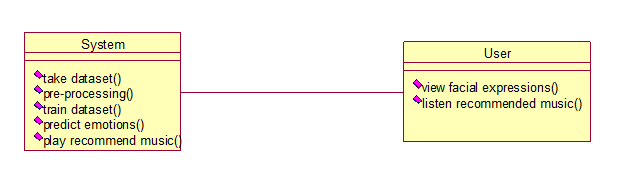 System
take dataset()
pre-processing()
train dataset()
predict emotions()
play recommend music()
User
view facial expressions()
listen recommended music()